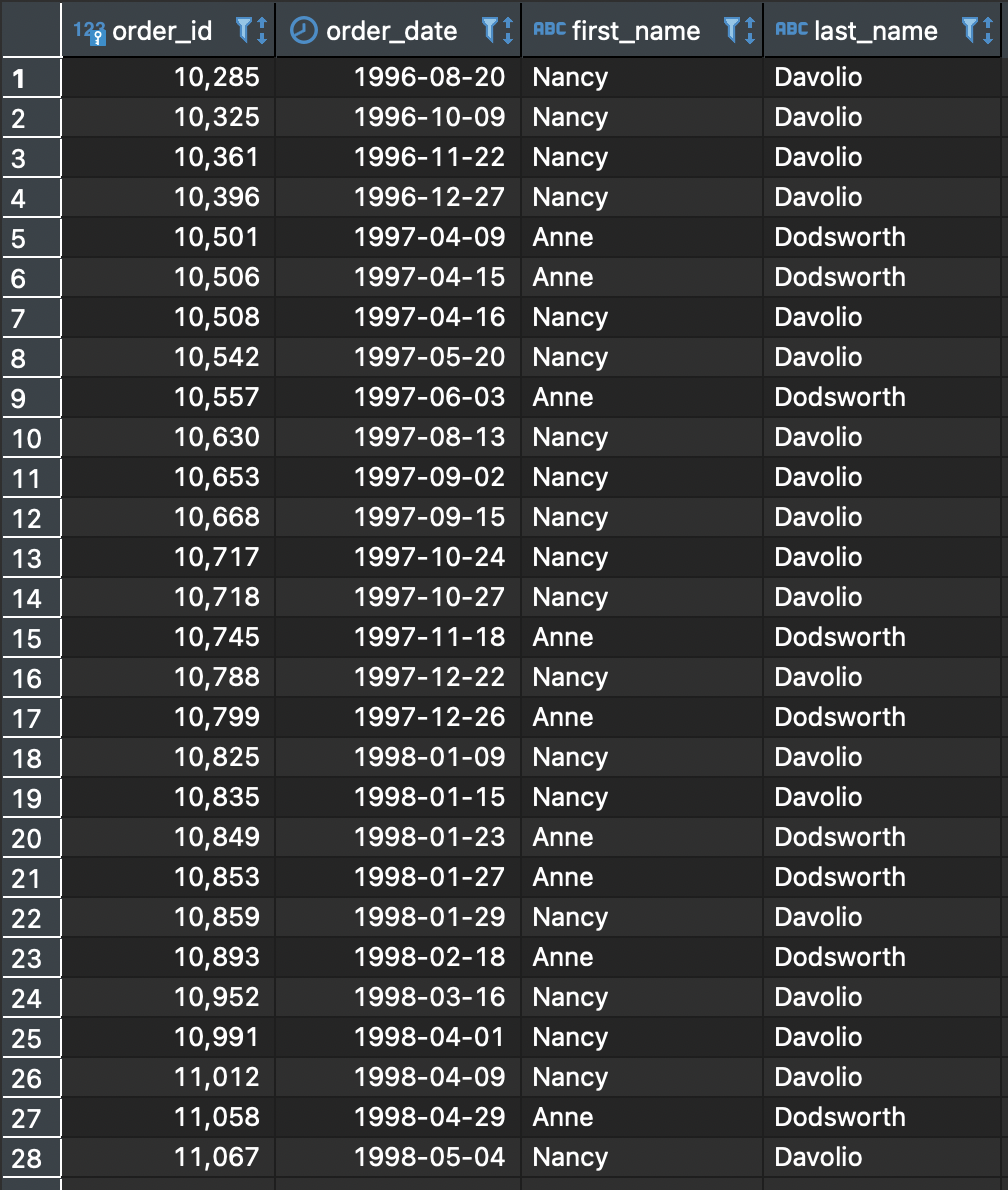 123 order_id order_date ABC first_name ABC last_name
1 10,285 1996-08-20 Nancy Davolio
2 10,325 1996-10-09 Nancy Davolio
3 10,361 1996-11-22 Nancy Davolio
4 10,396 1996-12-27 Nancy Davolio
5 10,501 1997-04-09 Anne Dodsworth
6 10,506 1997-04-15 Anne Dodsworth
7 10,508 1997-04-16 Nancy Davolio
8 10,542 1997-05-20 Nancy Davolio
9 10,557 1997-06-03 Anne Dodsworth
10 10,630 1997-08-13 Nancy Davolio
11 10,653 1997-09-02 Nancy Davolio
12 10,668 1997-09-15 Nancy Davolio
13 10,717 1997-10-24 Nancy Davolio
14 10,718 1997-10-27 Nancy Davolio
15 10,745 1997-11-18 Anne Dodsworth
16 10,788 1997-12-22 Nancy Davolio
17 10,799 1997-12-26 Anne Dodsworth
18 10,825 1998-01-09 Nancy Davolio
19 10,835 1998-01-15 Nancy Davolio
20 10,849 1998-01-23 Anne Dodsworth
21 10,853 1998-01-27 Anne Dodsworth
22 10,859 1998-01-29 Nancy Davolio
23 10,893 1998-02-18 Anne Dodsworth
24 10,952 1998-03-16 Nancy Davolio
25 10,991 1998-04-01 Nancy Davolio
26 11,012 1998-04-09 Nancy Davolio
27 11,058 1998-04-29 Anne Dodsworth
28 11,067 1998-05-04 Nancy Davolio